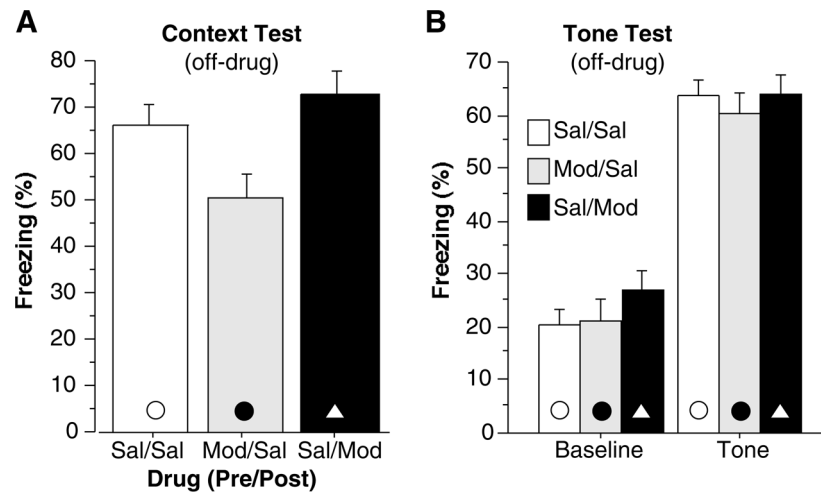 A
Context Test
(off-drug)
Freezing (%)
80
70
60
50
40
30
20
10
0
Sal/Sal Mod/Sal Sal/Mod
Drug (Pre/Post)
B
Tone Test
(off-drug)
Freezing (%)
70
60
50
40
30
20
10
0
Sal/Sal
Mod/Sal
Sal/Mod
Baseline Tone